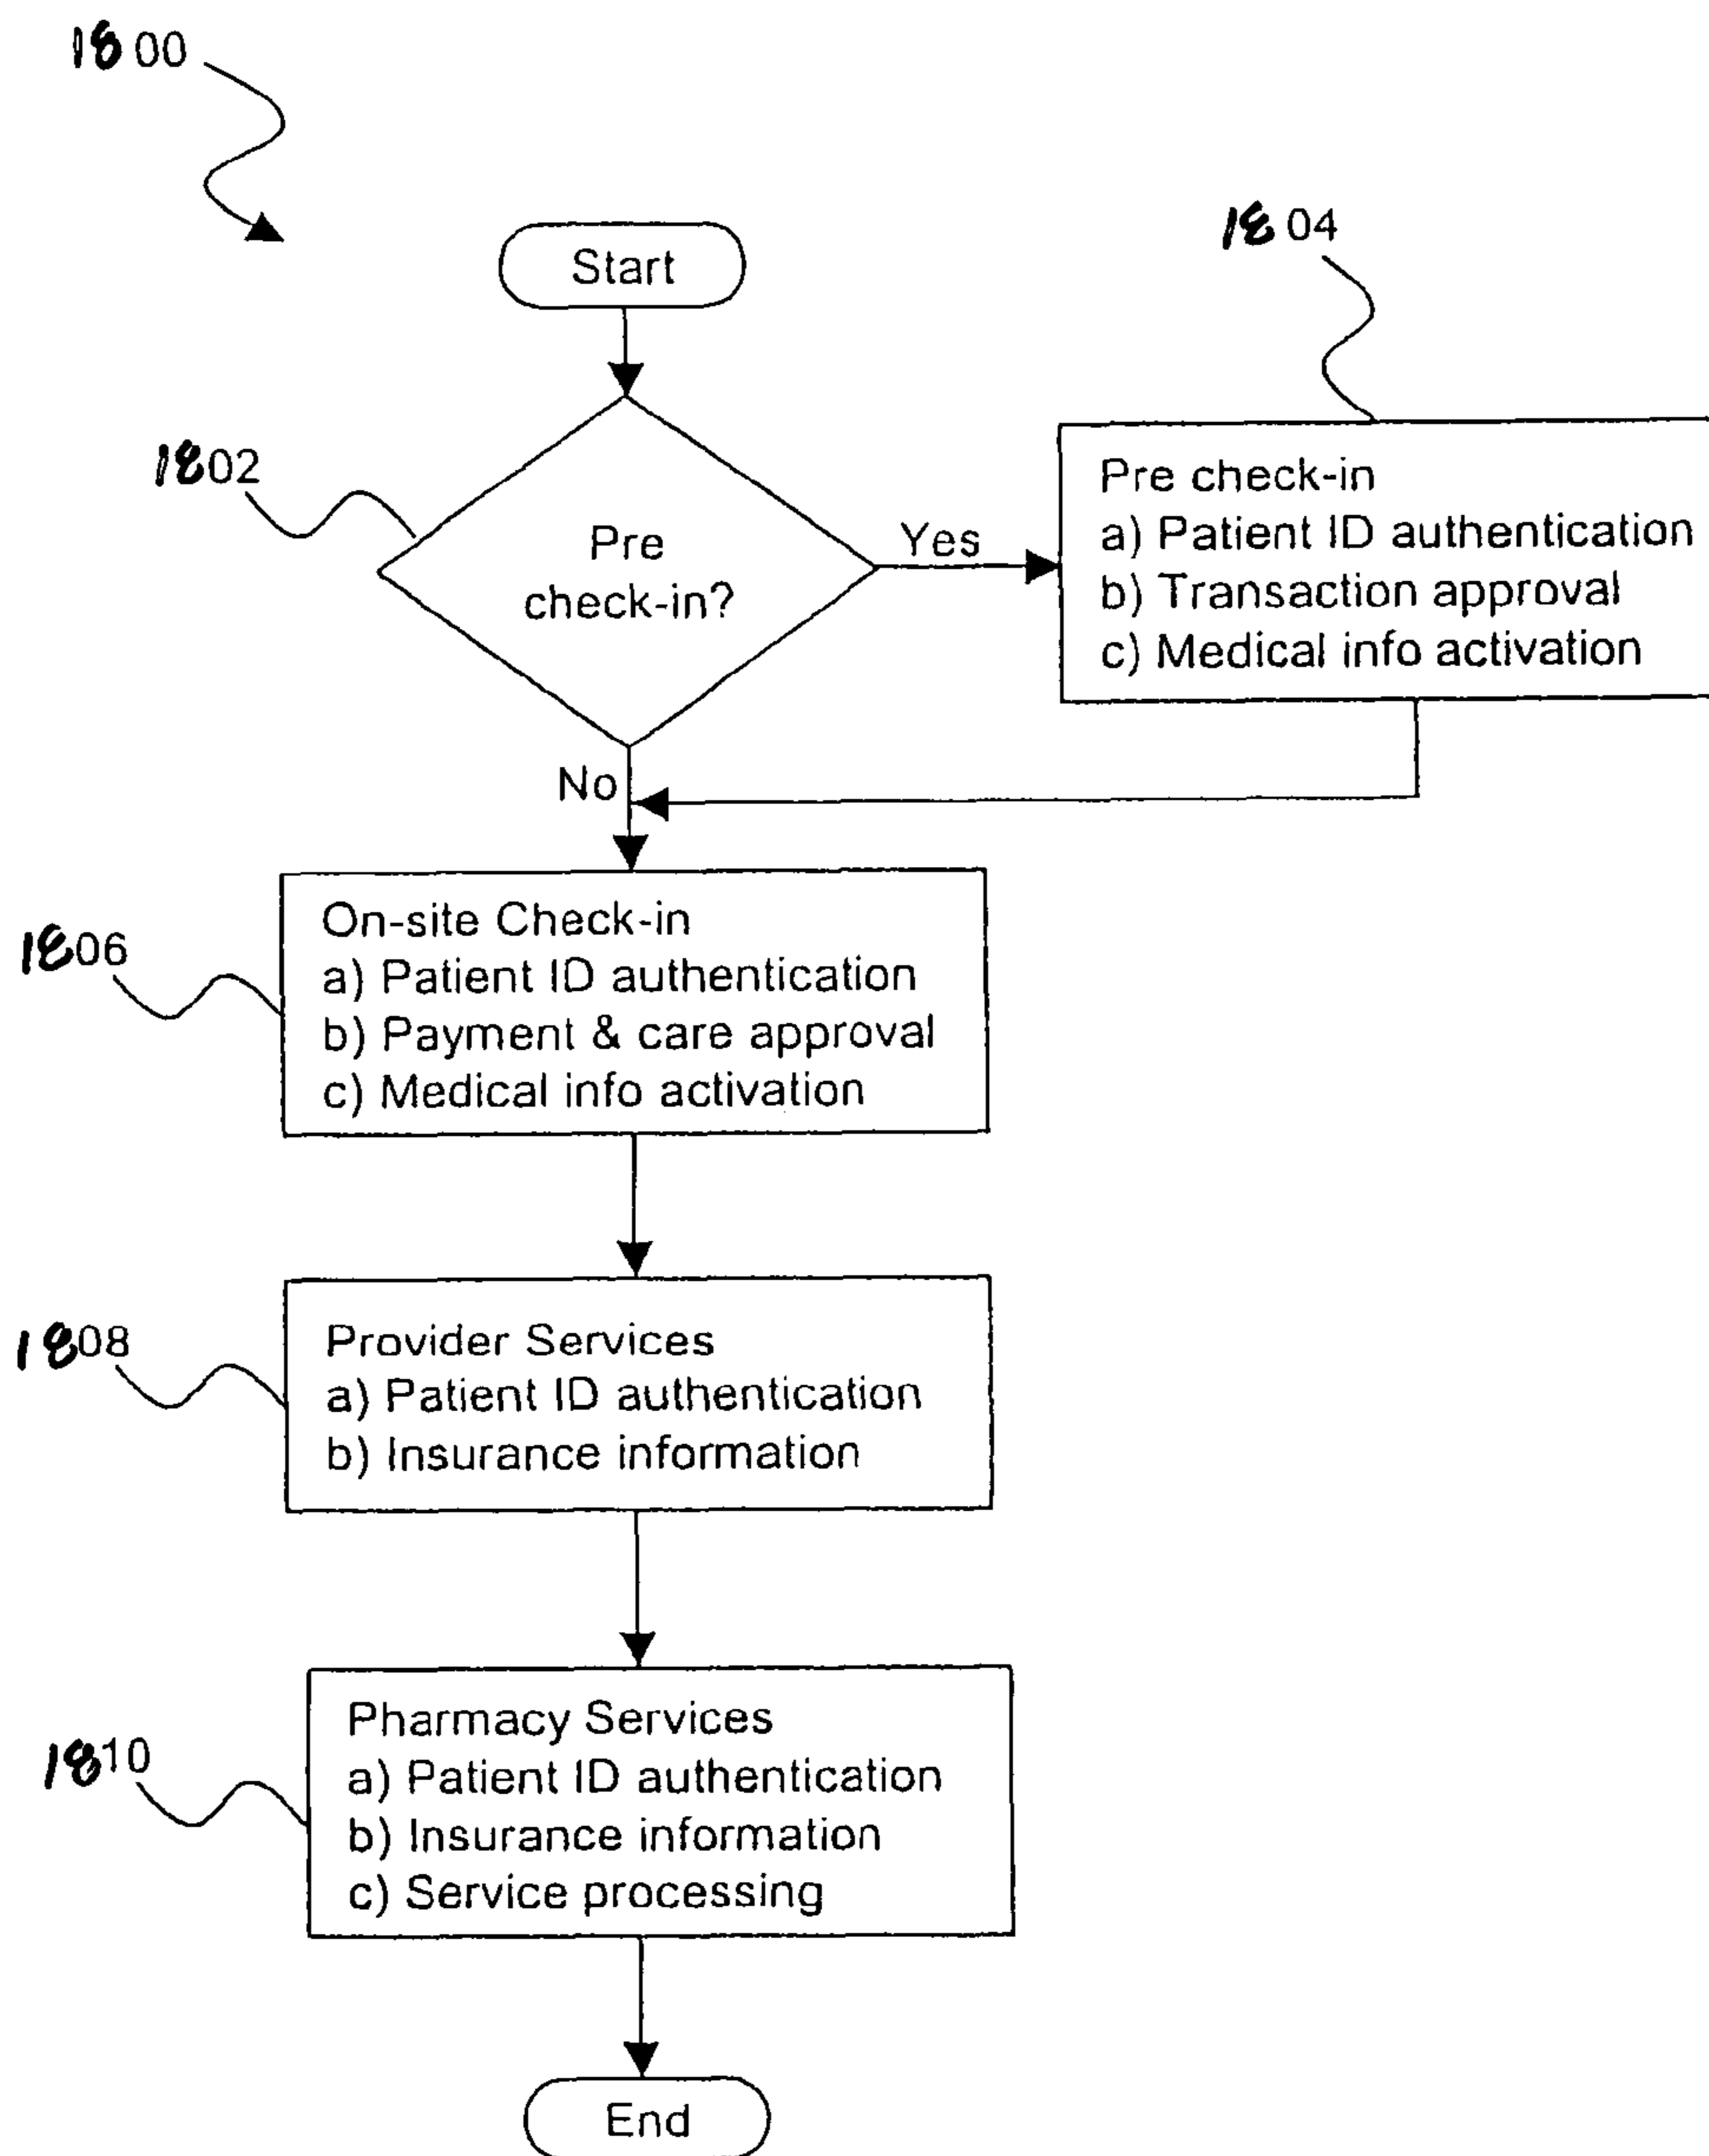 1800
Start
1804
1802
Pre
check-in?
Yes
Pre check-in
a) Patient ID authentication
b) Transaction approval
c) Medical info activation
No
1806
On-site Check-in
a) Patient ID authentication
b) Payment & care approval
c) Medical info activation
1808
Provider Services
a) Patient ID authentication
b) Insurance information
1810
Pharmacy Services
a) Patient ID authentication
b) Insurance information
c) Service processing
End